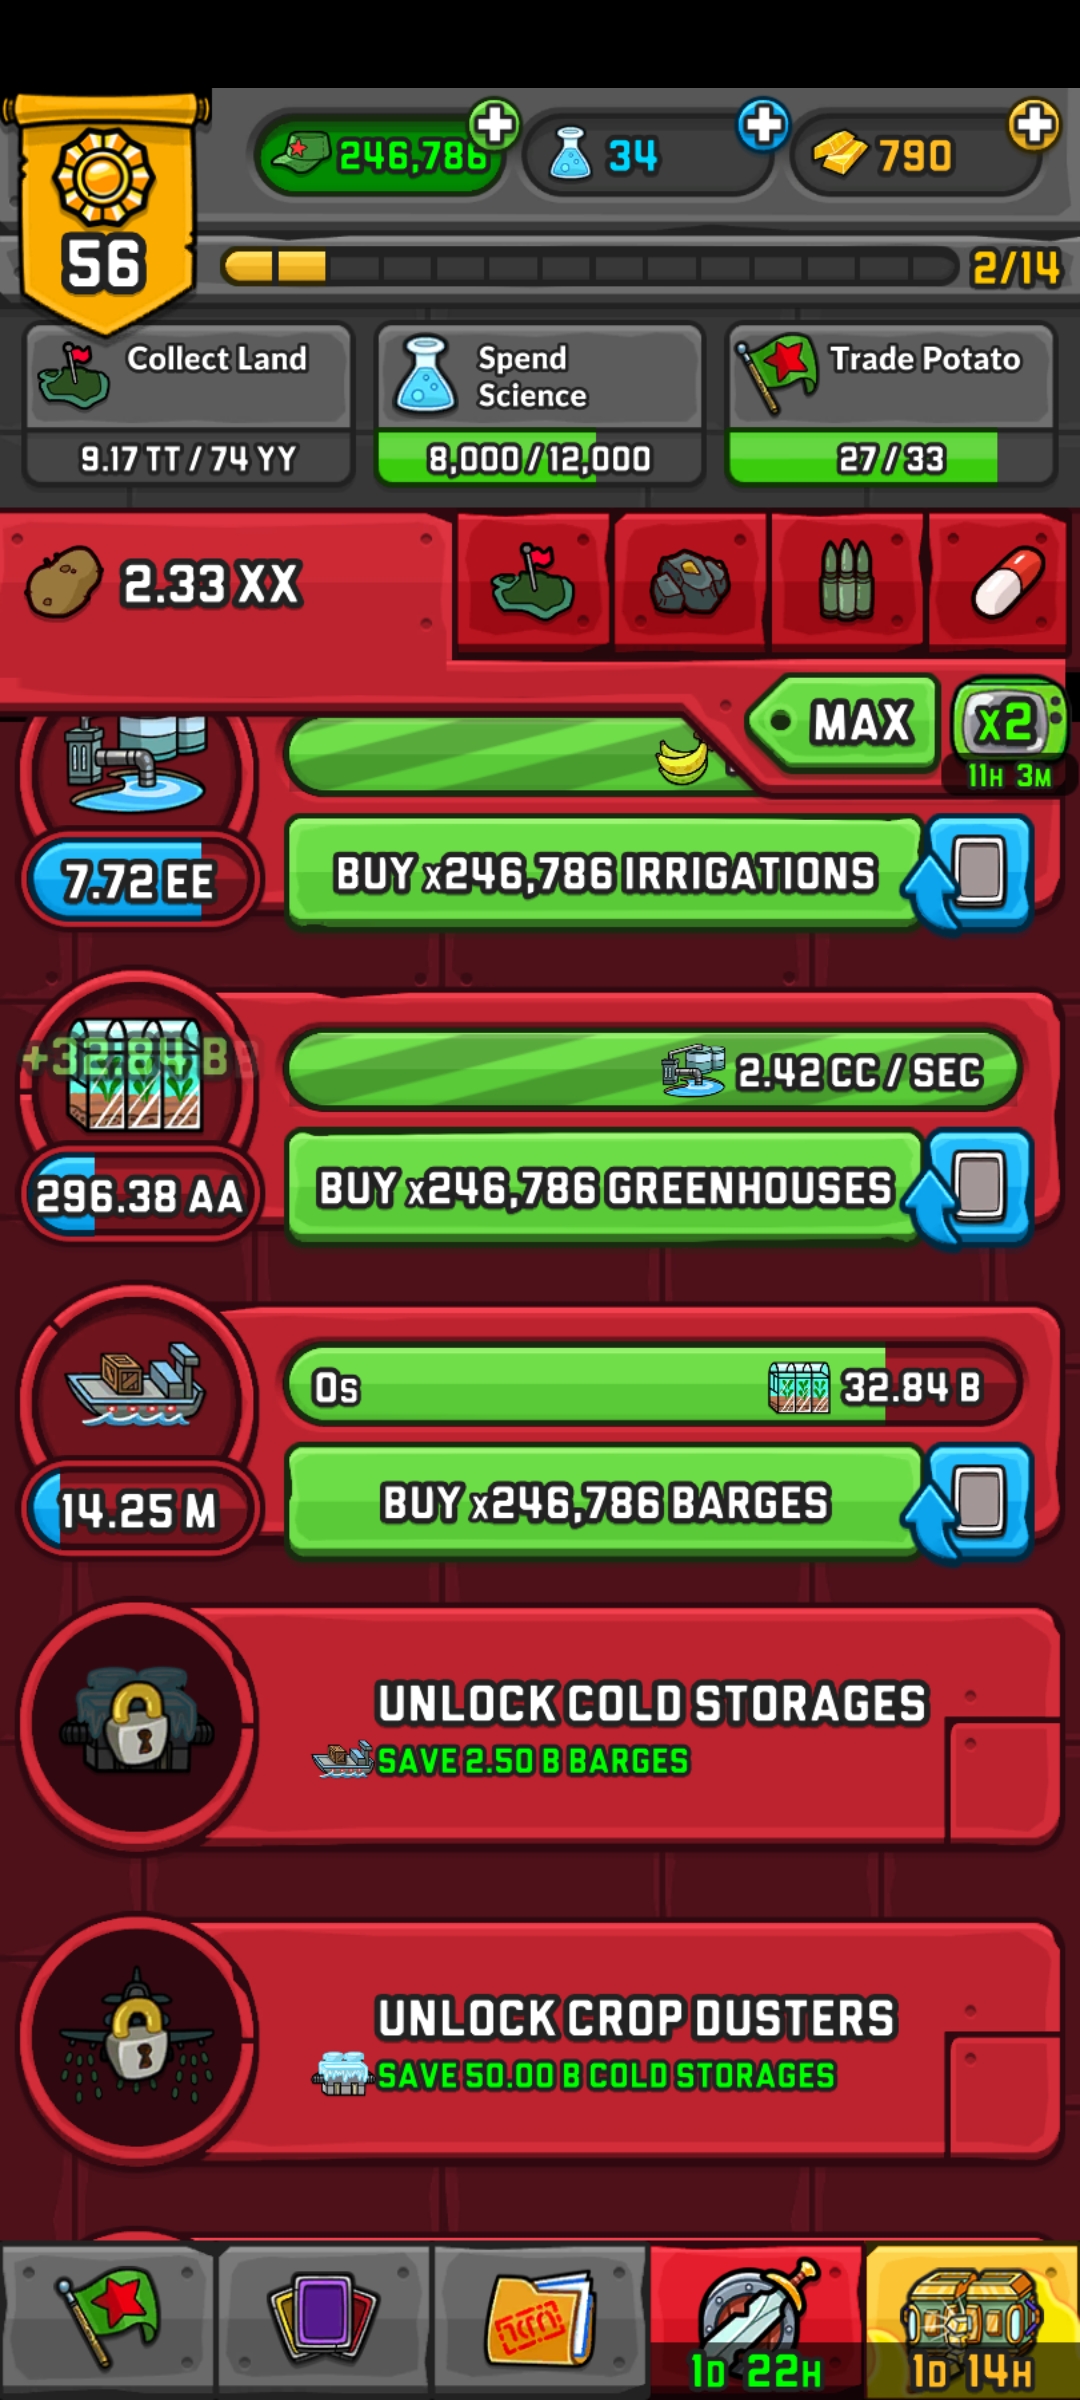 246,786
34
790
56
2/14
Collect Land
Spend
Science
Trade Potato
9.17 TT / 74 YY
8,000 / 12,000
27 / 33
2.33 XX
MAX
x2
11H 3M
7.72 EE
BUY x246,786 IRRIGATIONS
+32.84 B
2.42 CC / SEC
296.38 AA
BUY x246,786 GREENHOUSES
0s
32.84 B
14.25 M
BUY x246,786 BARGES
UNLOCK COLD STORAGES
SAVE 2.50 B BARGES
UNLOCK CROP DUSTERS
SAVE 50.00 B COLD STORAGES
1D 22H
1D 14H